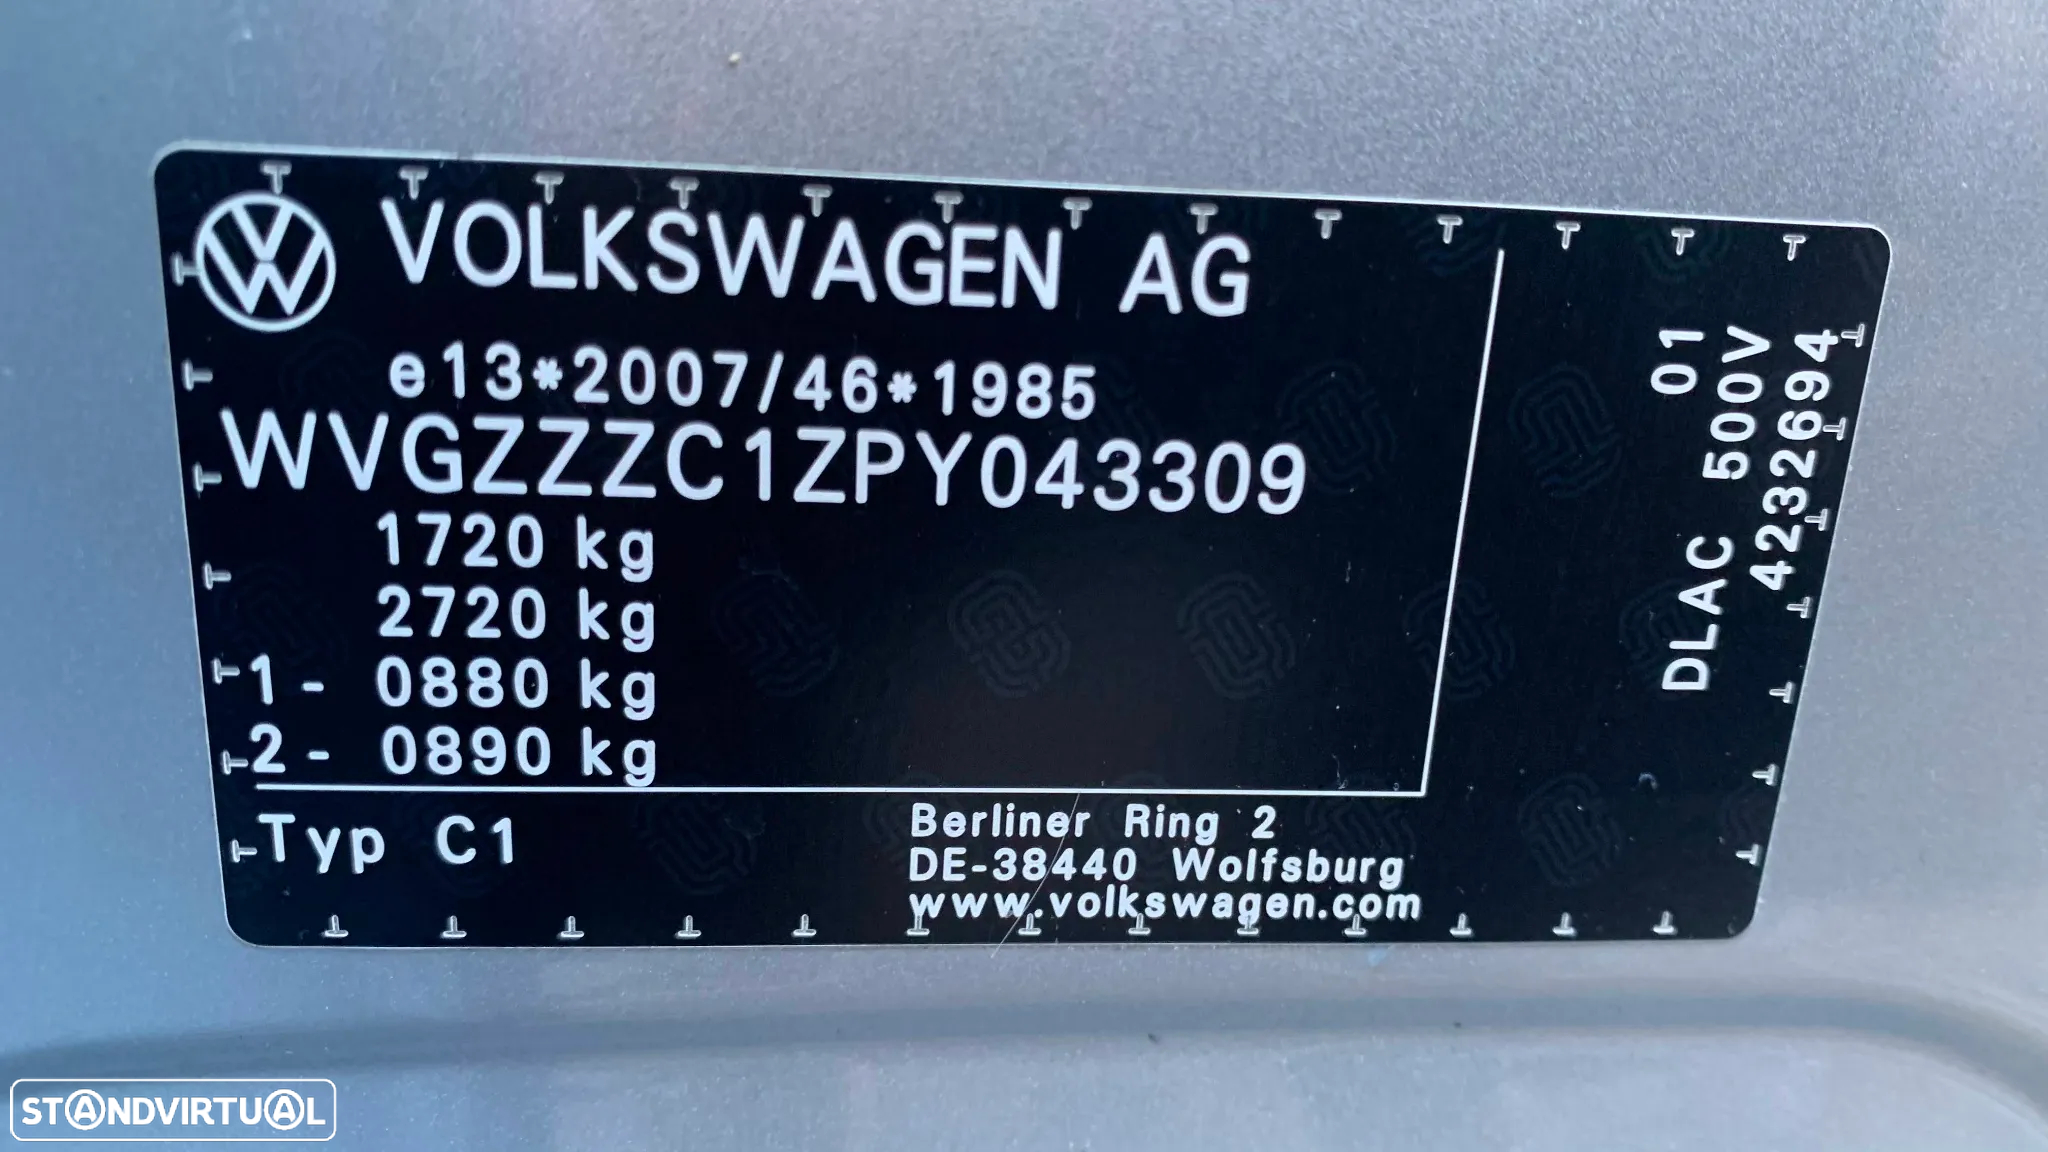 VOLKSWAGEN AG
e13*2007/46*1985
WVGZZZC1ZPY043309
1720 kg
2720 kg
1 - 0880 kg
2 - 0890 kg
Typ C1
Berliner Ring 2
DE-38440 Wolfsburg
www.volkswagen.com
DLAC 500V 01
4232694
STANDVIRTUAL